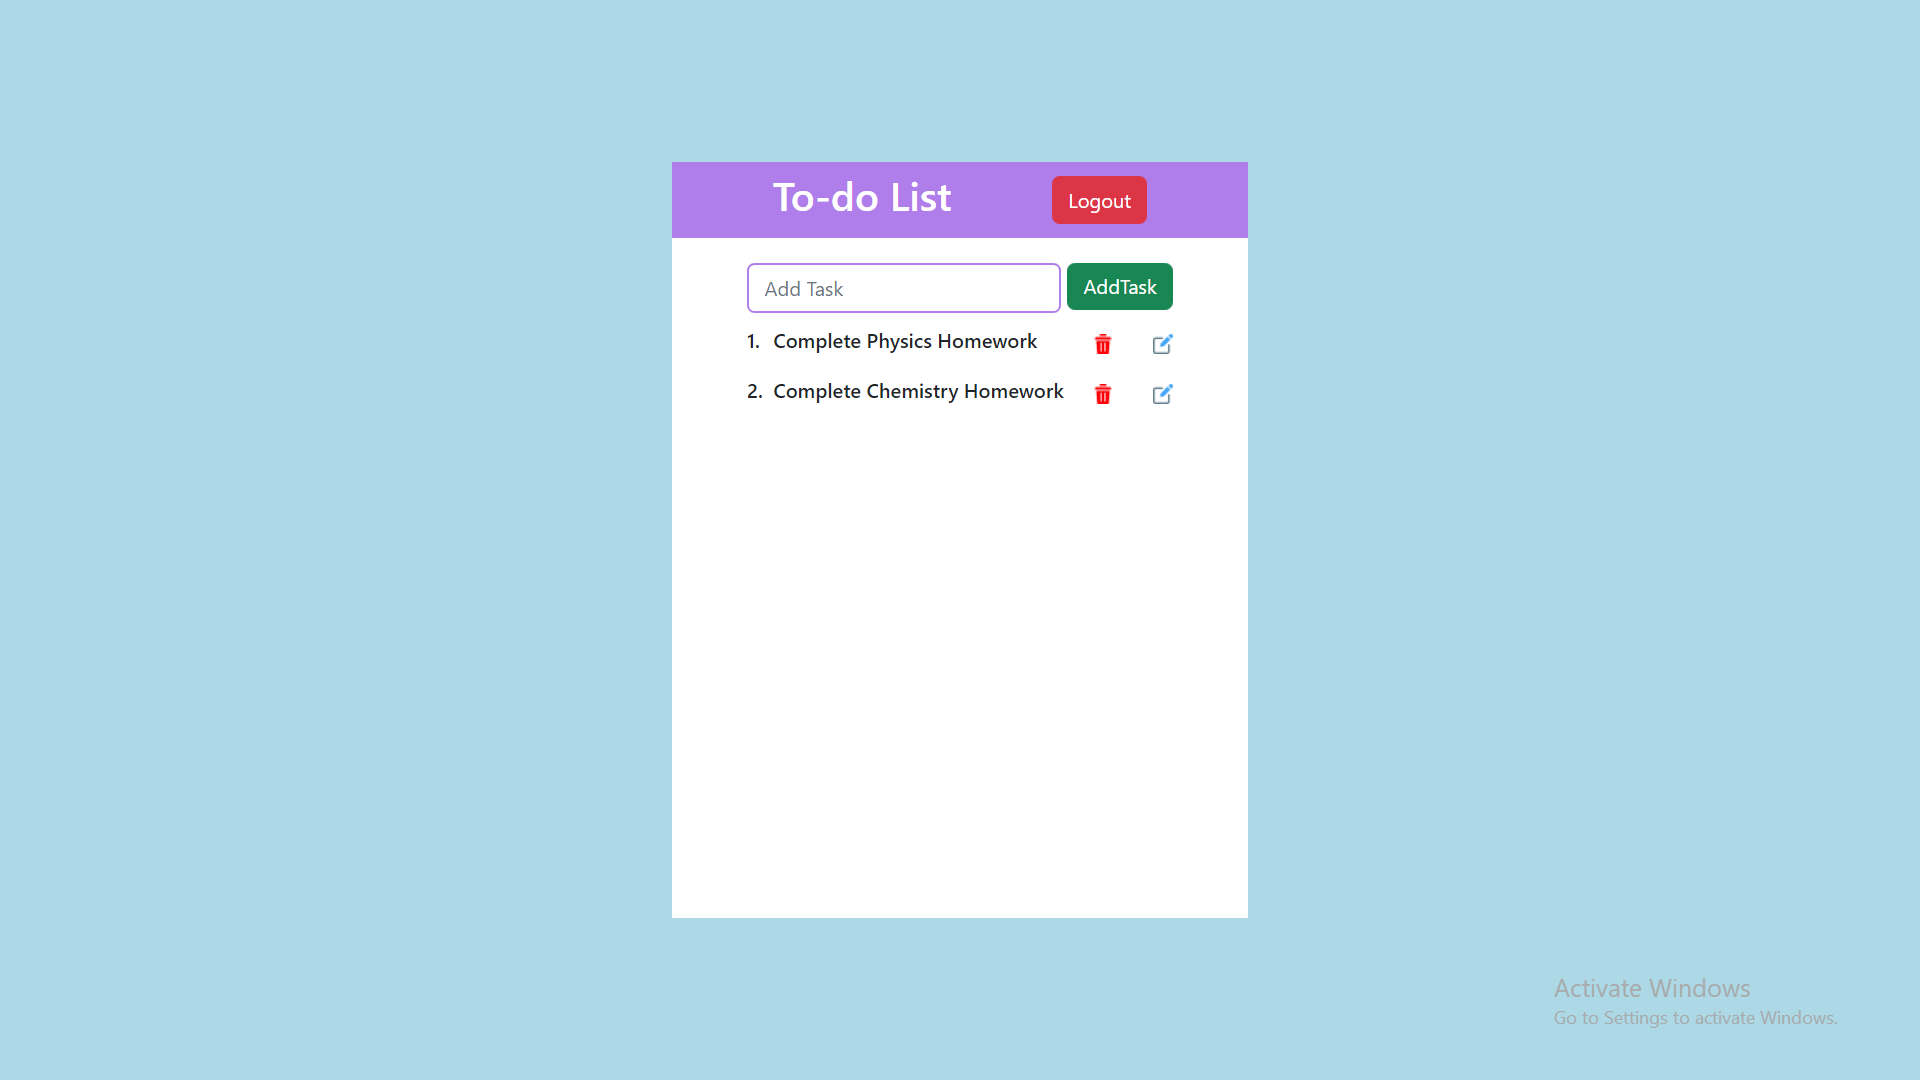 To-do List
Logout
Add Task
AddTask
1. Complete Physics Homework
2. Complete Chemistry Homework
Activate Windows
Go to Settings to activate Windows.